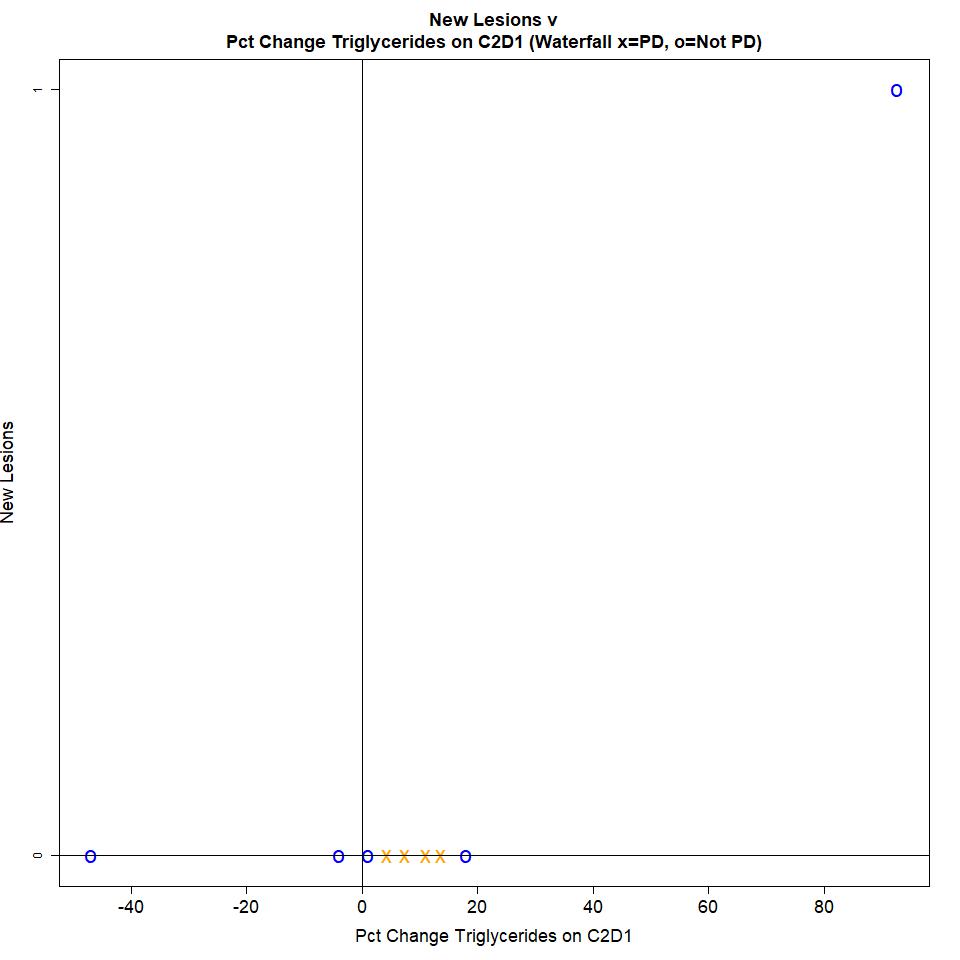 New Lesions v
Pct Change Triglycerides on C2D1 (Waterfall x=PD, o=Not PD)
1
o
New Lesions
0
o o o x x x x o
-40 -20 0 20 40 60 80
Pct Change Triglycerides on C2D1